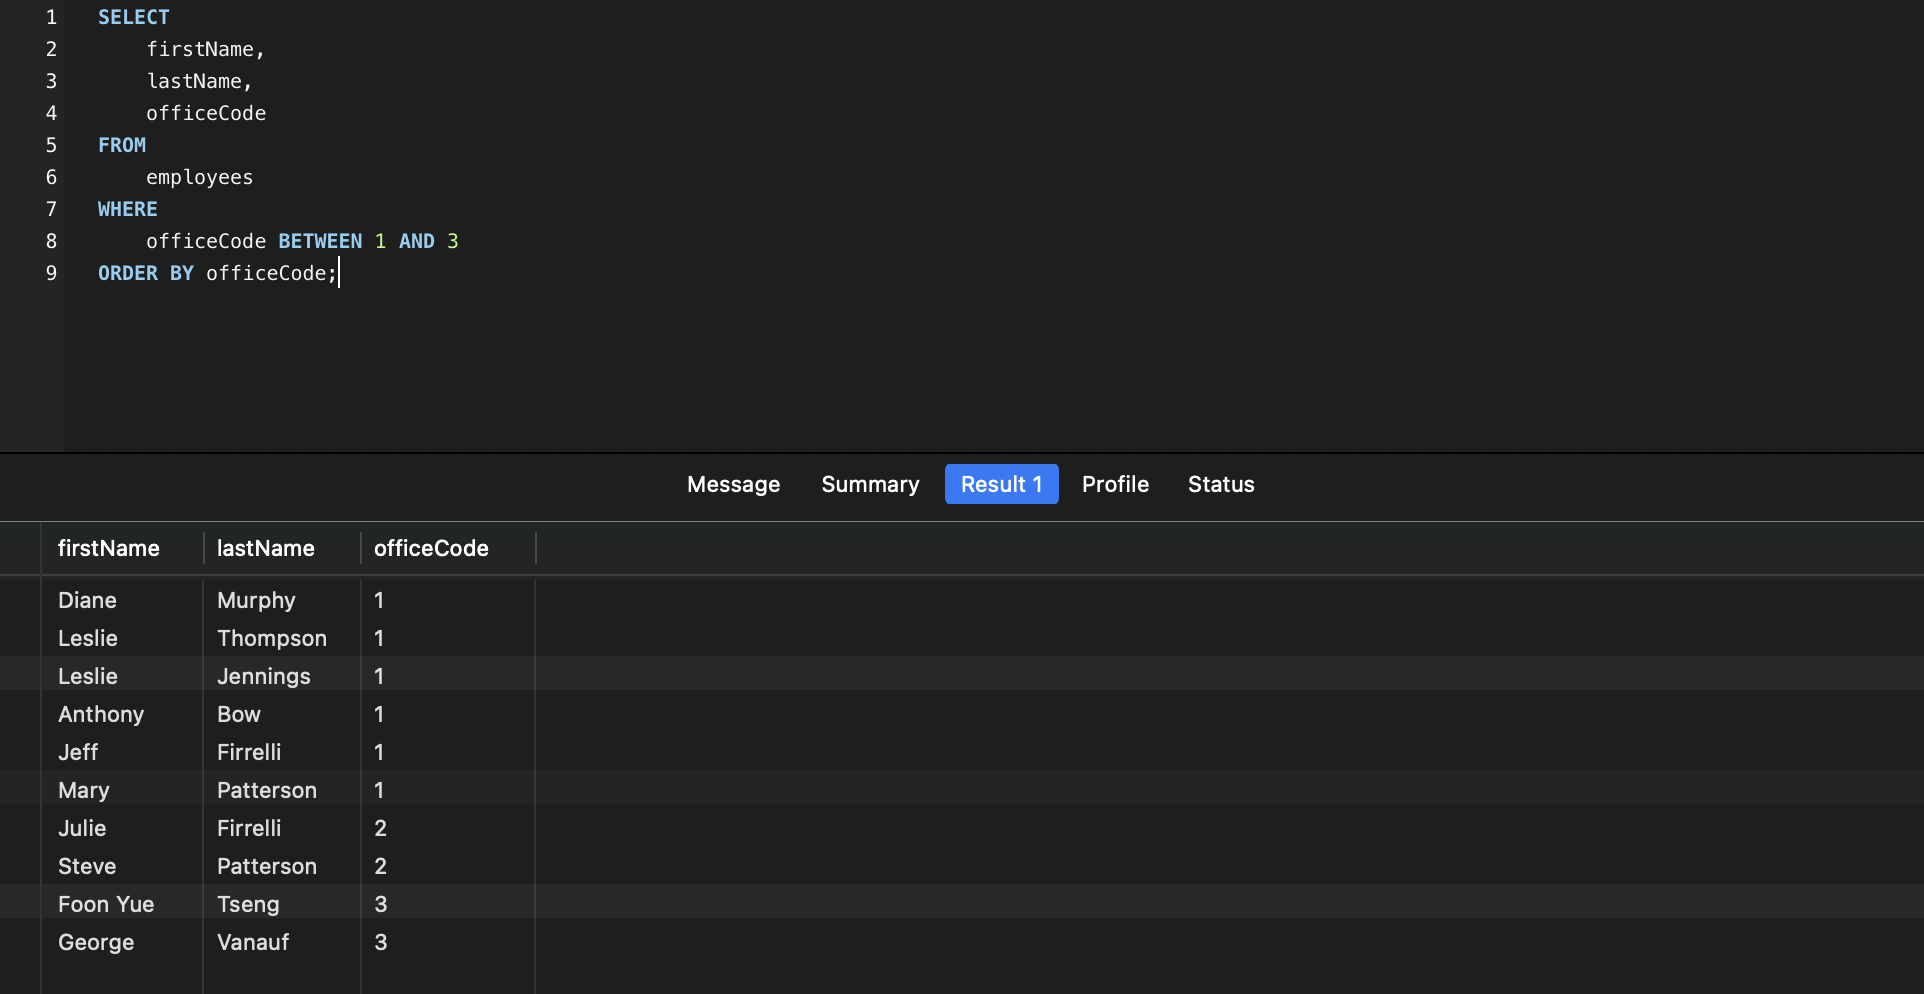 1 SELECT
2 firstName,
3 lastName,
4 officeCode
5 FROM
6 employees
7 WHERE
8 officeCode BETWEEN 1 AND 3
9 ORDER BY officeCode;
Message Summary Result 1 Profile Status
firstName lastName officeCode
Diane Murphy 1
Leslie Thompson 1
Leslie Jennings 1
Anthony Bow 1
Jeff Firrelli 1
Mary Patterson 1
Julie Firrelli 2
Steve Patterson 2
Foon Yue Tseng 3
George Vanauf 3